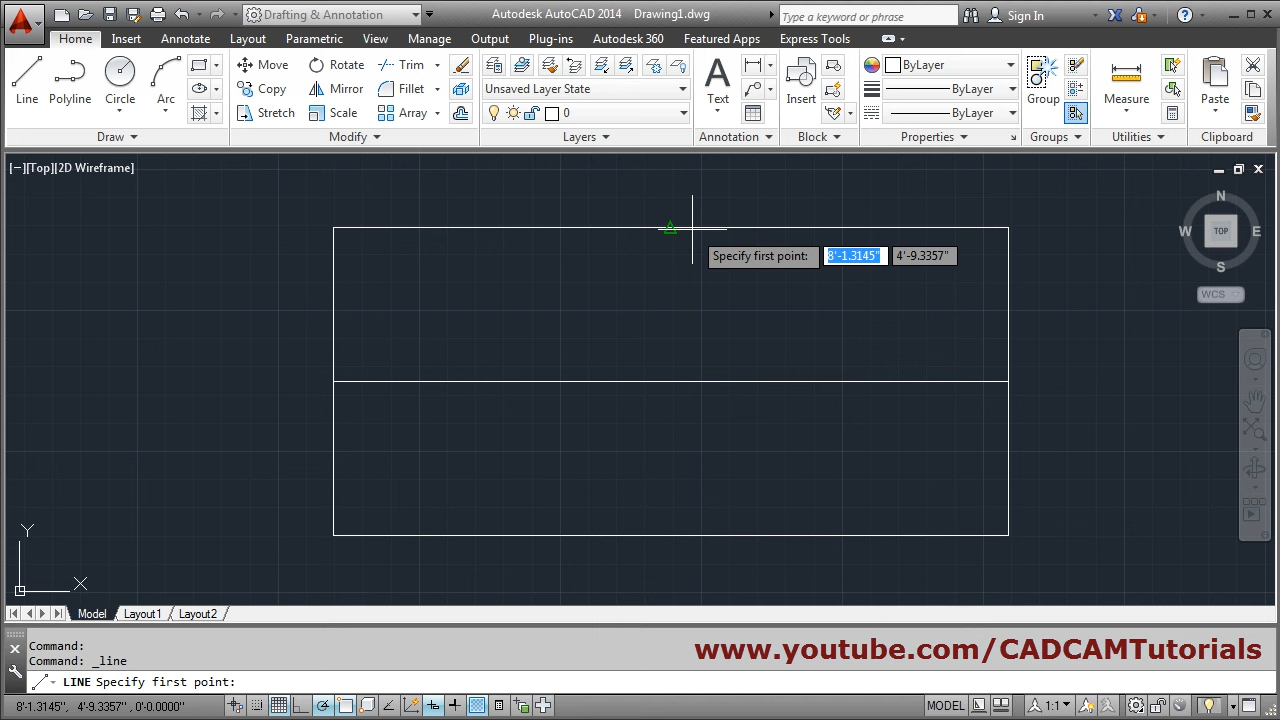 Drafting & Annotation
Autodesk AutoCAD 2014 Drawing1.dwg
Type a keyword or phrase
Sign In
Home Insert Annotate Layout Parametric View Manage Output Plug-ins Autodesk 360 Featured Apps Express Tools
Line Polyline Circle Arc
Move Rotate Trim
Copy Mirror Fillet
Stretch Scale Array
Unsaved Layer State
0
Text
Insert
ByLayer
ByLayer
ByLayer
Group
Measure
Paste
Draw Modify Layers Annotation Block Properties Groups Utilities Clipboard
[−][Top][2D Wireframe]
N
W TOP E
S
WCS
Specify first point: 8'-1.3145" 4'-9.3357"
Y
X
Model Layout1 Layout2
Command:
Command: _line
www.youtube.com/CADCAMTutorials
LINE Specify first point:
8'-1.3145", 4'-9.3357", 0'-0.0000"
MODEL
1:1